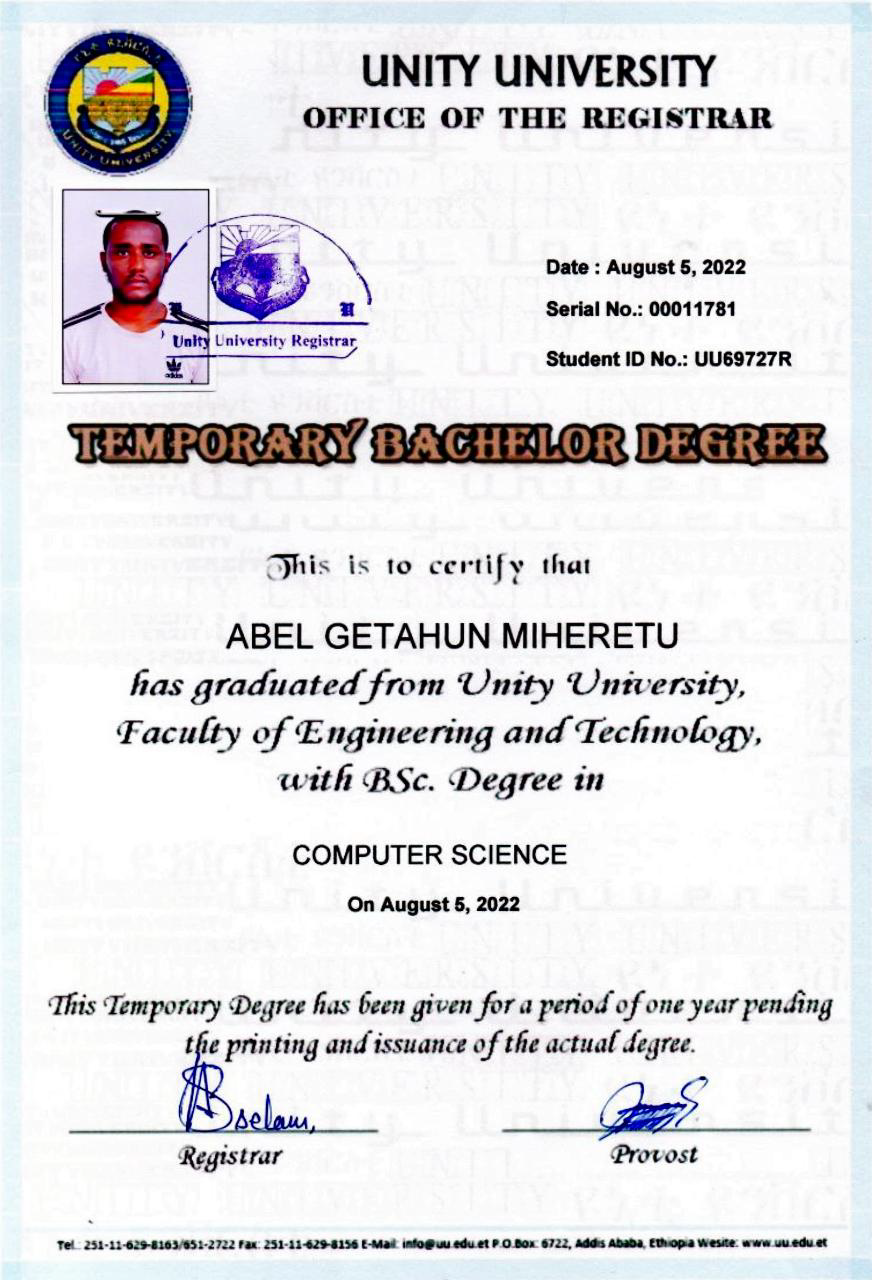 UNITY UNIVERSITY
OFFICE OF THE REGISTRAR
UNITY UNIVERSITY
Date : August 5, 2022
Serial No.: 00011781
Student ID No.: UU69727R
Unity University Registrar
adidas
TEMPORARY BACHELOR DEGREE
This is to certify that
ABEL GETAHUN MIHERETU
has graduated from Unity University,
Faculty of Engineering and Technology,
with BSc. Degree in
COMPUTER SCIENCE
On August 5, 2022
This Temporary Degree has been given for a period of one year pending
the printing and issuance of the actual degree.
Registrar
Provost
Tel.: 251-11-629-8163/651-2722 Fax: 251-11-629-8156 E-Mail: info@uu.edu.et P.O.Box: 6722, Addis Ababa, Ethiopia Wesite: www.uu.edu.et